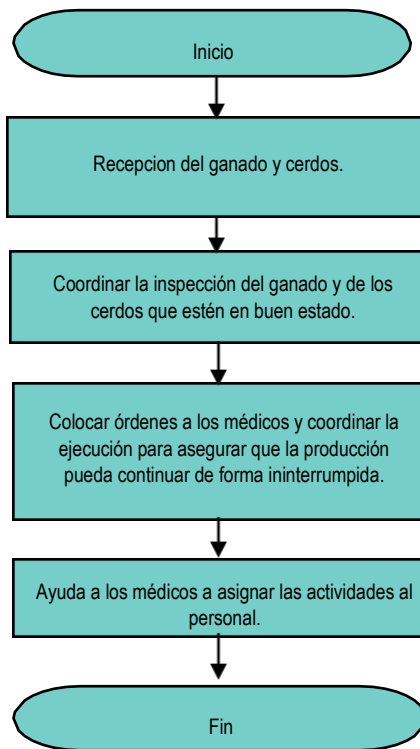 Inicio
Recepcion del ganado y cerdos.
Coordinar la inspección del ganado y de los
cerdos que estén en buen estado.
Colocar órdenes a los médicos y coordinar la
ejecución para asegurar que la producción
pueda continuar de forma ininterrumpida.
Ayuda a los médicos a asignar las actividades al
personal.
Fin